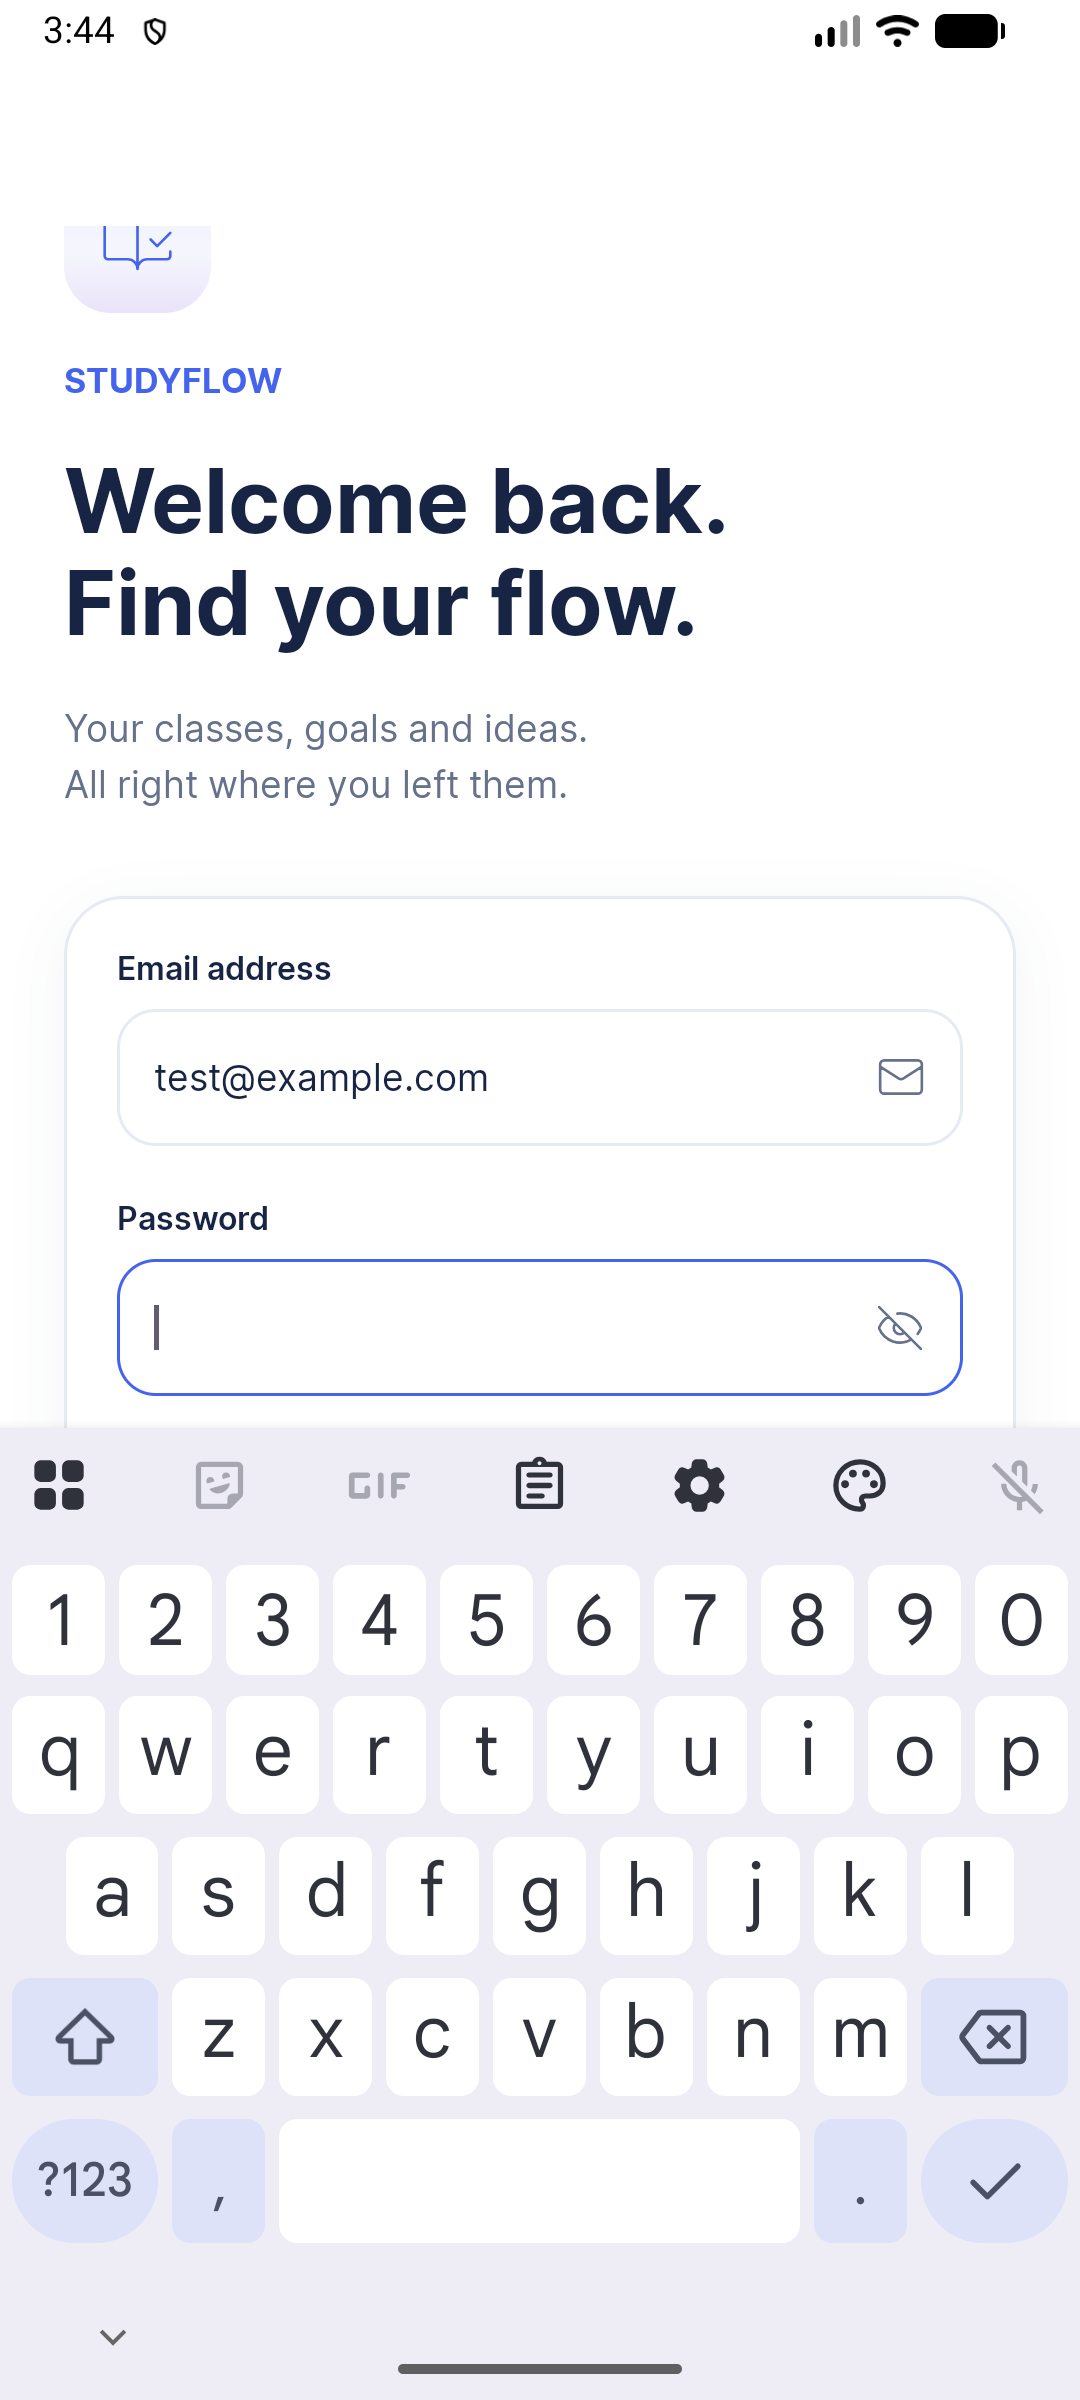 3:44
STUDYFLOW
Welcome back.
Find your flow.
Your classes, goals and ideas.
All right where you left them.
Email address
test@example.com
Password
GIF
1 2 3 4 5 6 7 8 9 0
q w e r t y u i o p
a s d f g h j k l
z x c v b n m
?123 , .